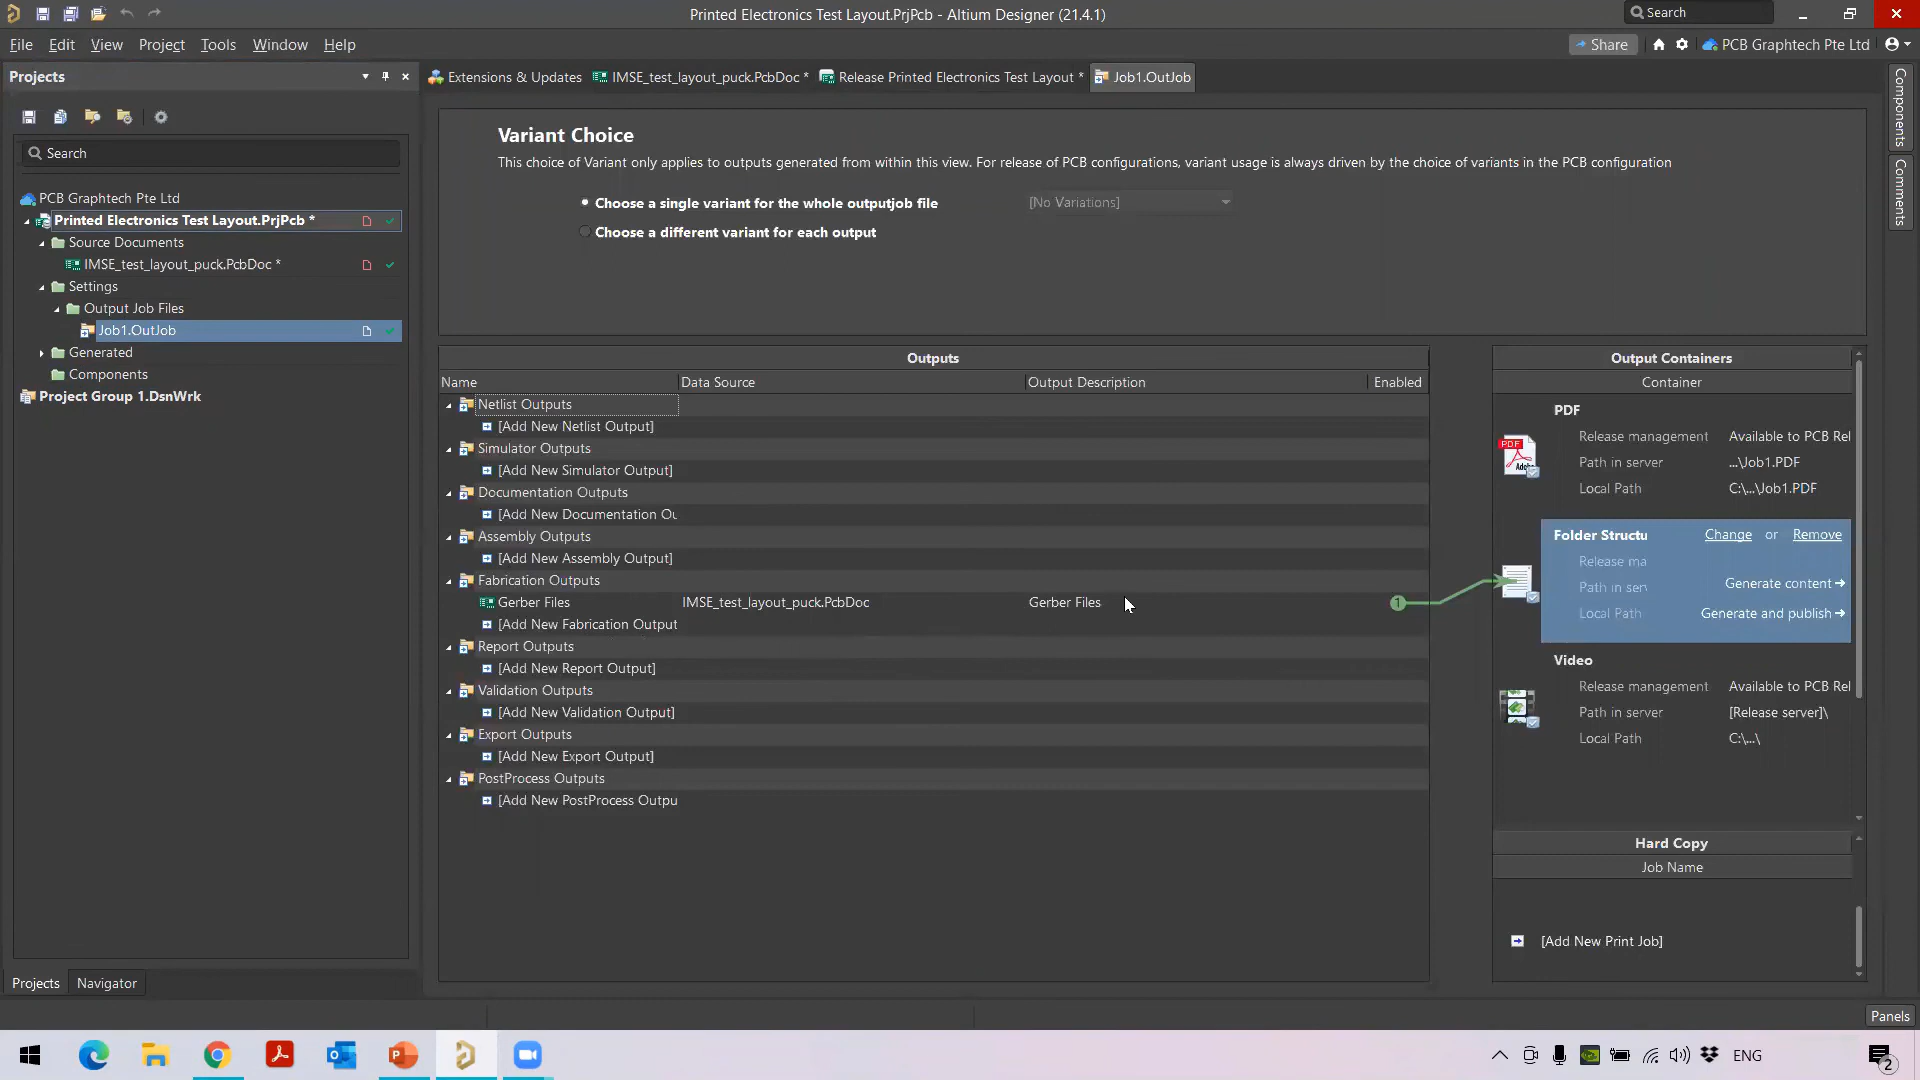 Printed Electronics Test Layout.PrjPcb - Altium Designer (21.4.1)
Search
File Edit View Project Tools Window Help
Share
PCB Graphtech Pte Ltd
Projects
Extensions & Updates
IMSE_test_layout_puck.PcbDoc *
Release Printed Electronics Test Layout *
Job1.OutJob
Components
Comments
Search
PCB Graphtech Pte Ltd
Printed Electronics Test Layout.PrjPcb *
Source Documents
IMSE_test_layout_puck.PcbDoc *
Settings
Output Job Files
Job1.OutJob
Generated
Components
Project Group 1.DsnWrk
Variant Choice
This choice of Variant only applies to outputs generated from within this view. For release of PCB configurations, variant usage is always driven by the choice of variants in the PCB configuration
Choose a single variant for the whole outputjob file
[No Variations]
Choose a different variant for each output
Outputs
Name Data Source Output Description Enabled
Netlist Outputs
[Add New Netlist Output]
Simulator Outputs
[Add New Simulator Output]
Documentation Outputs
[Add New Documentation Ou
Assembly Outputs
[Add New Assembly Output]
Fabrication Outputs
Gerber Files IMSE_test_layout_puck.PcbDoc Gerber Files 1
[Add New Fabrication Output
Report Outputs
[Add New Report Output]
Validation Outputs
[Add New Validation Output]
Export Outputs
[Add New Export Output]
PostProcess Outputs
[Add New PostProcess Outpu
Output Containers
Container
PDF
PDF
Adobe
Release management Available to PCB Rel
Path in server ...\Job1.PDF
Local Path C:\...\Job1.PDF
Folder Structu Change or Remove
Release ma
Path in serv Generate content
Local Path Generate and publish
Video
Release management Available to PCB Rel
Path in server [Release server]\
Local Path C:\...\
Hard Copy
Job Name
[Add New Print Job]
Projects Navigator
Panels
ENG
2